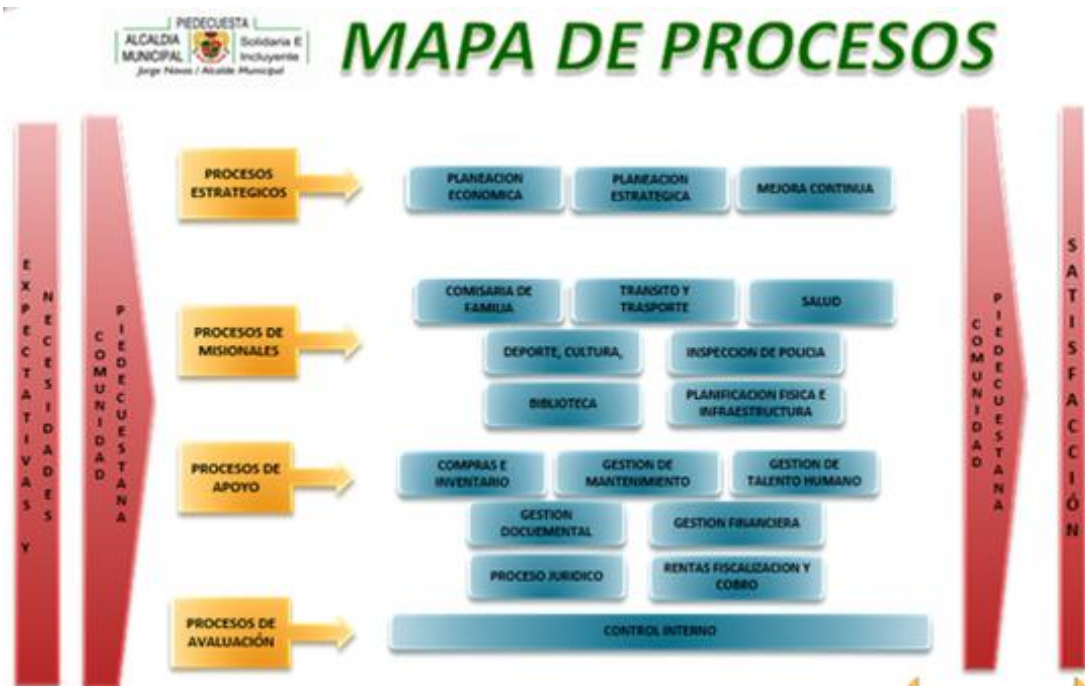 PIEDECUESTA
ALCALDIA
MUNICIPAL
Solidaria E
Incluyente
Jorge Navas / Alcalde Municipal
MAPA DE PROCESOS
EXPECTATIVAS Y
NECESIDADES
COMUNIDAD
PIEDECUESTANA
PROCESOS
ESTRATEGICOS
PLANEACION
ECONOMICA
PLANEACION
ESTRATEGICA
MEJORA CONTINUA
PROCESOS DE
MISIONALES
COMISARIA DE
FAMILIA
TRANSITO Y
TRASPORTE
SALUD
DEPORTE, CULTURA,
INSPECCION DE POLICIA
BIBLIOTECA
PLANIFICACION FISICA E
INFRAESTRUCTURA
PROCESOS DE
APOYO
COMPRAS E
INVENTARIO
GESTION DE
MANTENIMIENTO
GESTION DE
TALENTO HUMANO
GESTION
DOCUEMENTAL
GESTION FINANCIERA
PROCESO JURIDICO
RENTAS FISCALIZACION Y
COBRO
PROCESOS DE
AVALUACIÓN
CONTROL INTERNO
COMUNIDAD
PIEDECUESTANA
SATISFACCIÓN